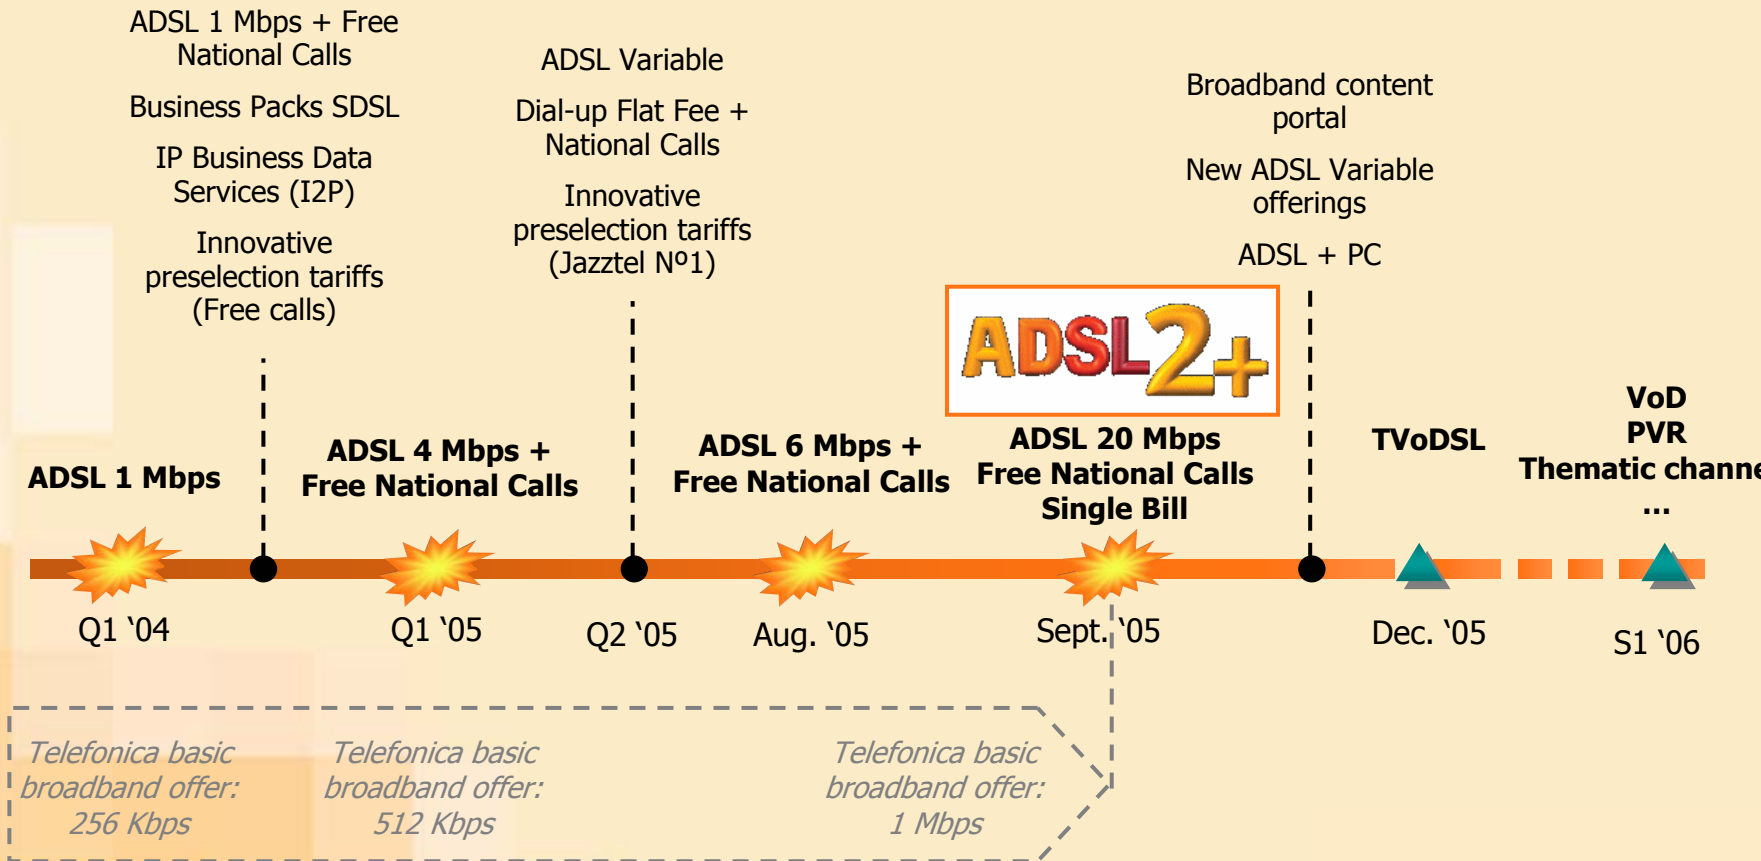 ADSL 1 Mbps + Free
National Calls
Business Packs SDSL
IP Business Data
Services (I2P)
Innovative
preselection tariffs
(Free calls)
ADSL Variable
Dial-up Flat Fee +
National Calls
Innovative
preselection tariffs
(Jazztel Nº1)
Broadband content
portal
New ADSL Variable
offerings
ADSL + PC
ADSL2+
ADSL 1 Mbps
ADSL 4 Mbps +
Free National Calls
ADSL 6 Mbps +
Free National Calls
ADSL 20 Mbps
Free National Calls
Single Bill
TVoDSL
VoD
PVR
Thematic channe
...
Q1 ‘04
Q1 ‘05
Q2 ‘05
Aug. ‘05
Sept. ‘05
Dec. ‘05
S1 ‘06
Telefonica basic
broadband offer:
256 Kbps
Telefonica basic
broadband offer:
512 Kbps
Telefonica basic
broadband offer:
1 Mbps